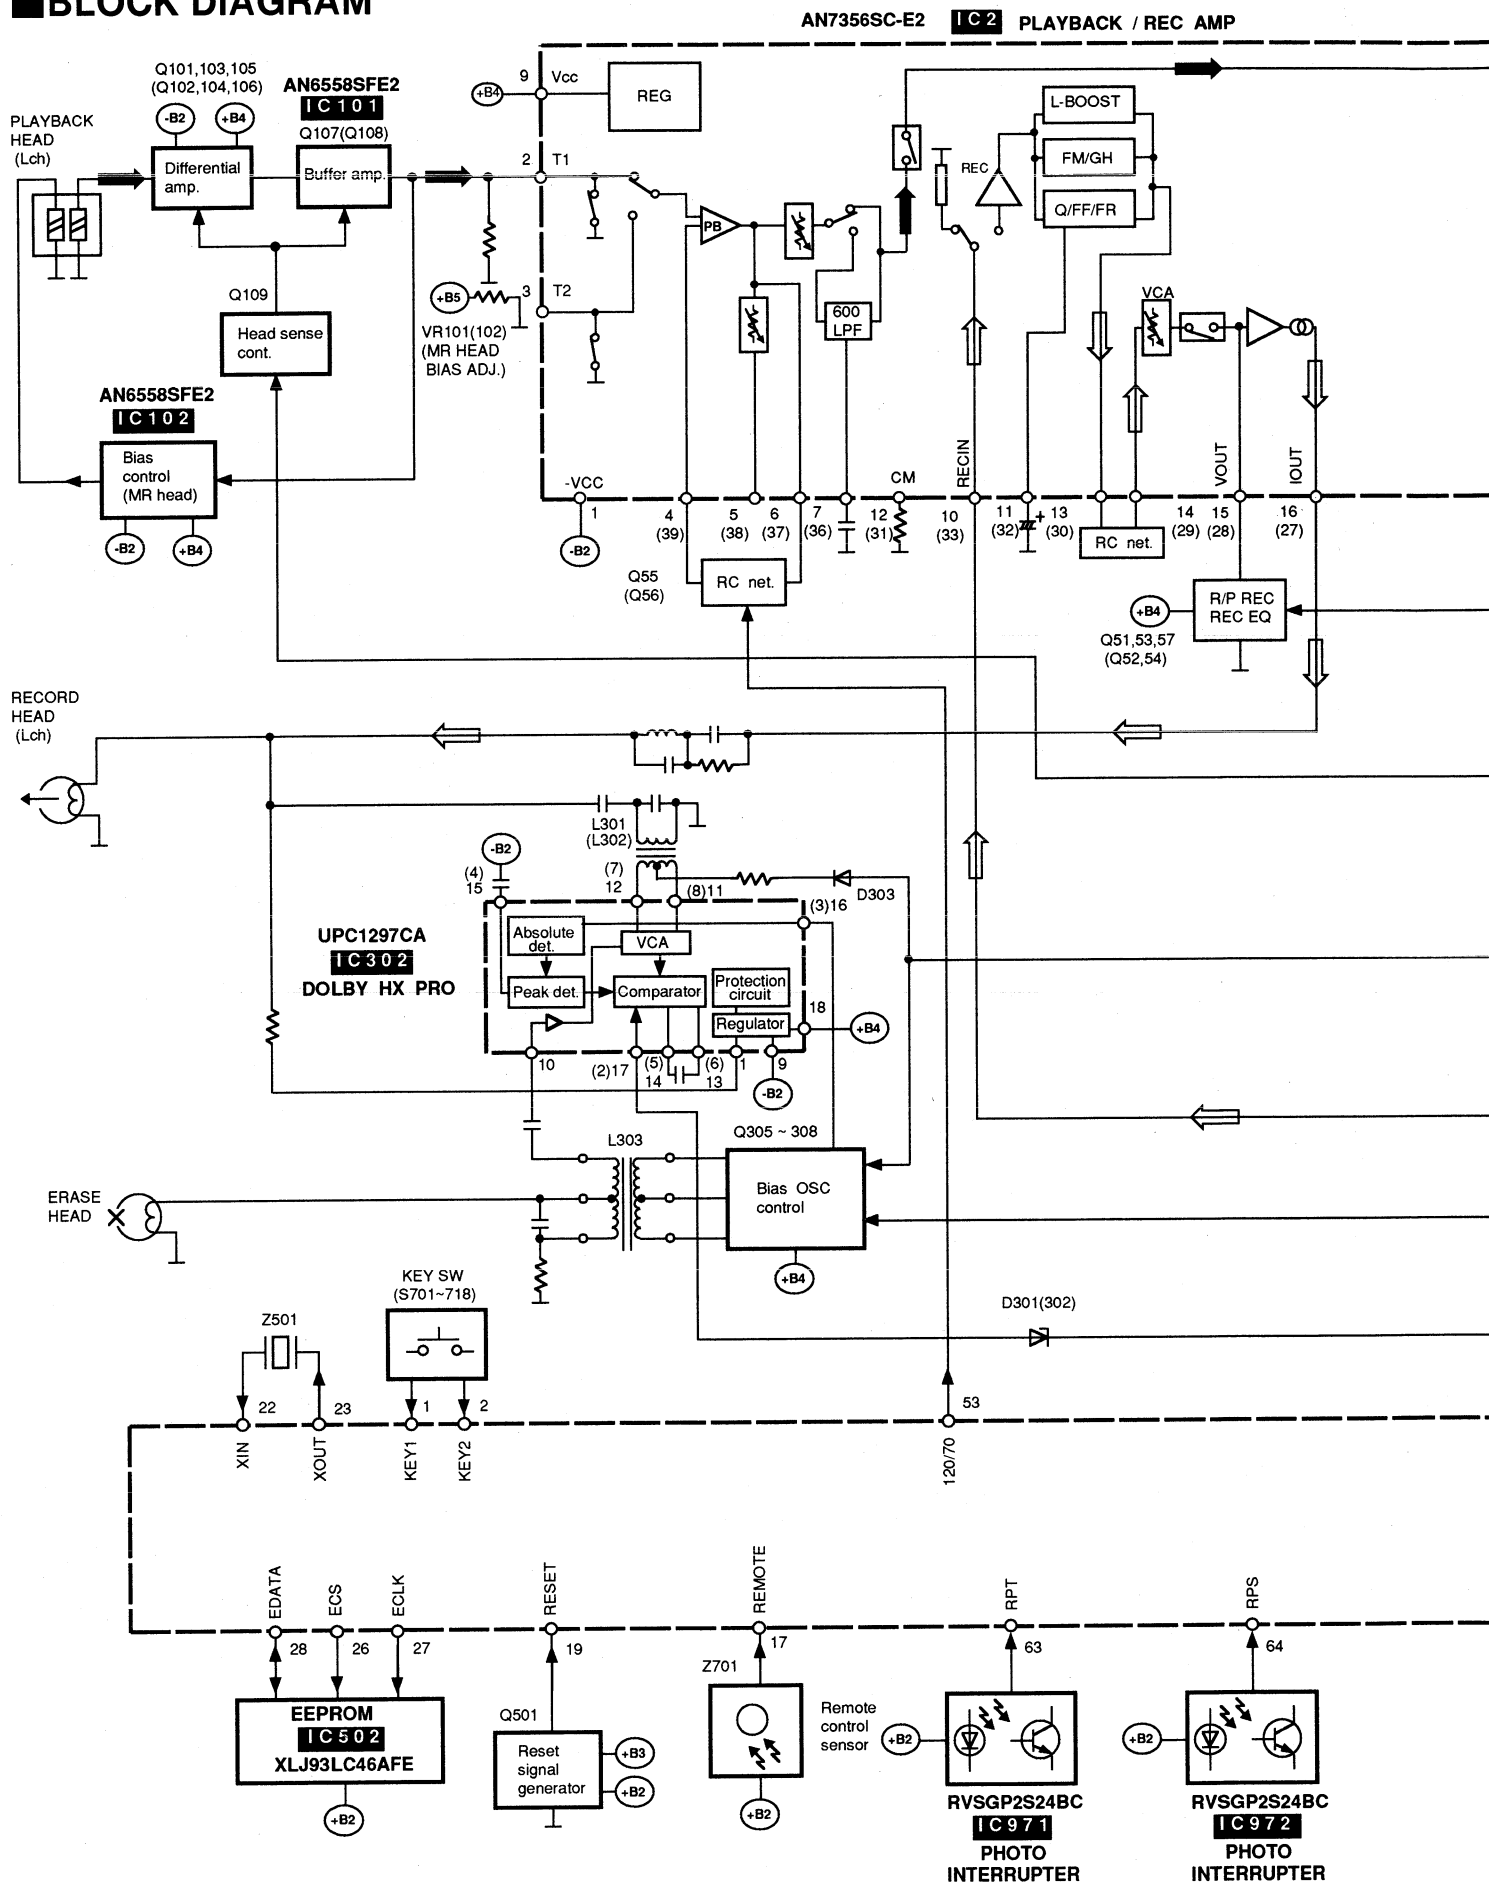 ■BLOCK DIAGRAM
AN7356SC-E2 IC2 PLAYBACK / REC AMP
Q101,103,105
(Q102,104,106)
-B2
+B4
AN6558SFE2
IC101
Q107(Q108)
PLAYBACK
HEAD
(Lch)
Differential
amp.
Buffer amp.
+B4
9
Vcc
REG
2
T1
L-BOOST
FM/GH
Q/FF/FR
REC
PB
Q109
Head sense
cont.
+B5
3
T2
VR101(102)
(MR HEAD
BIAS ADJ.)
600
LPF
VCA
AN6558SFE2
IC102
Bias
control
(MR head)
-B2
+B4
-VCC
1
-B2
CM
RECIN
VOUT
IOUT
4
(39)
5
(38)
6
(37)
7
(36)
12
(31)
10
(33)
11
(32)
+
13
(30)
14
(29)
15
(28)
16
(27)
RC net.
Q55
(Q56)
RC net.
+B4
R/P REC
REC EQ
Q51,53,57
(Q52,54)
RECORD
HEAD
(Lch)
L301
(L302)
-B2
(4)
15
(7)
12
(8)11
D303
(3)16
UPC1297CA
IC302
DOLBY HX PRO
Absolute
det.
VCA
Peak det.
Comparator
Protection
circuit
Regulator
18
+B4
10
(2)17
(5)
14
(6)
13
1
9
-B2
L303
Q305 ~ 308
Bias OSC
control
+B4
ERASE
HEAD
KEY SW
(S701~718)
D301(302)
Z501
22
23
1
2
53
XIN
XOUT
KEY1
KEY2
120/70
EDATA
ECS
ECLK
RESET
REMOTE
RPT
RPS
28
26
27
19
17
63
64
EEPROM
IC502
XLJ93LC46AFE
+B2
Q501
Reset
signal
generator
+B3
+B2
Z701
Remote
control
sensor
+B2
+B2
RVSGP2S24BC
IC971
PHOTO
INTERRUPTER
+B2
RVSGP2S24BC
IC972
PHOTO
INTERRUPTER